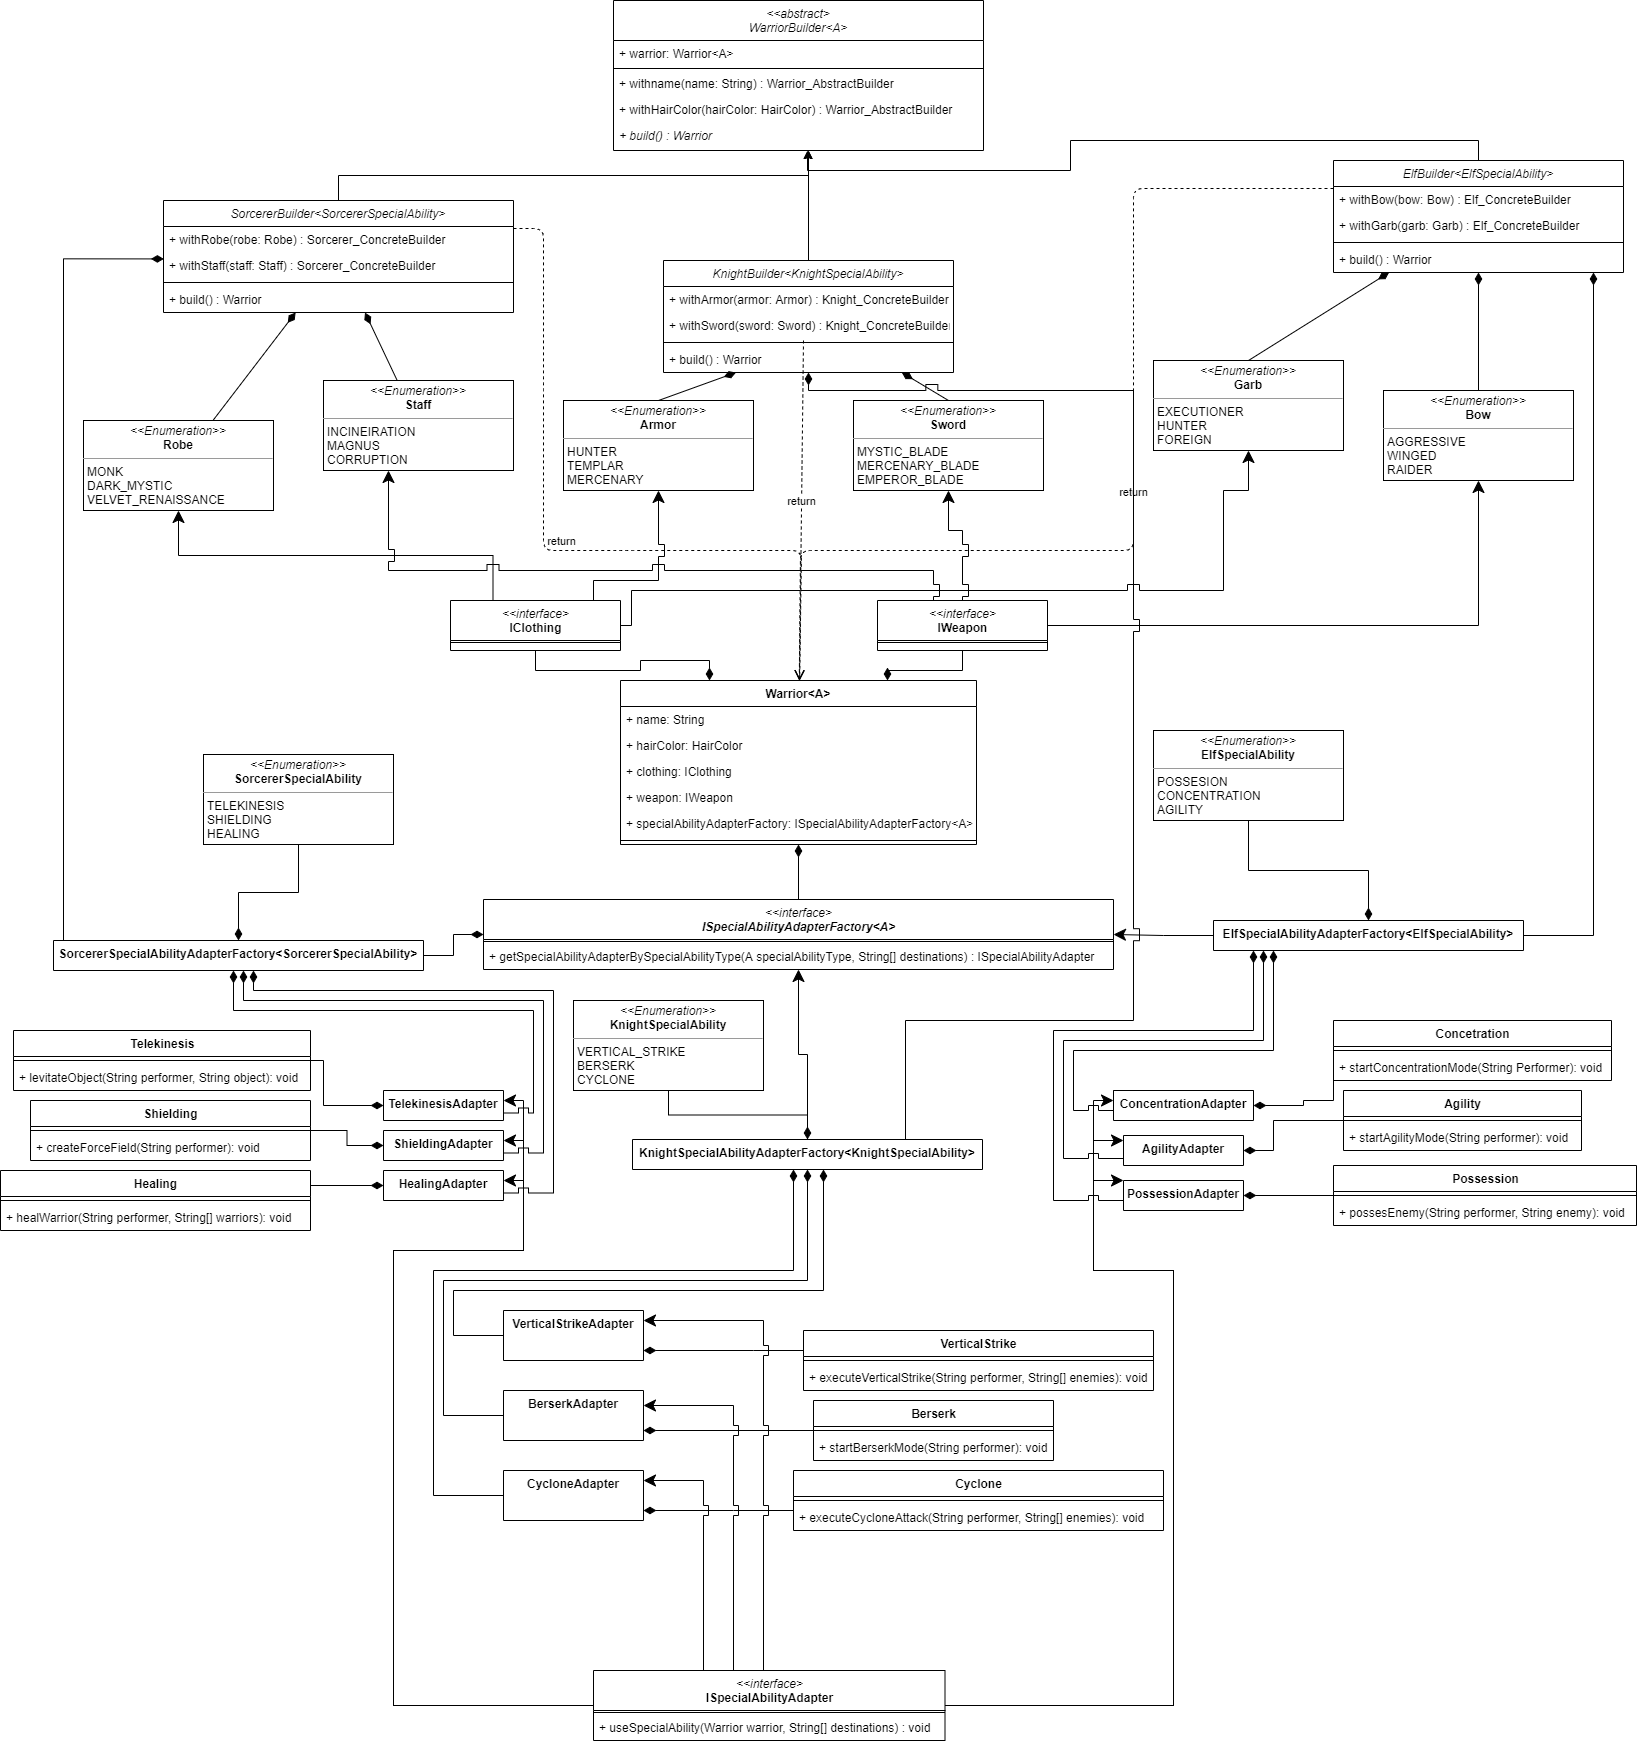 <<abstract>>
WarriorBuilder<A>
+ warrior: Warrior<A>
+ withname(name: String) : Warrior_AbstractBuilder
+ withHairColor(hairColor: HairColor) : Warrior_AbstractBuilder
+ build() : Warrior
SorcererBuilder<SorcererSpecialAbility>
+ withRobe(robe: Robe) : Sorcerer_ConcreteBuilder
+ withStaff(staff: Staff) : Sorcerer_ConcreteBuilder
+ build() : Warrior
KnightBuilder<KnightSpecialAbility>
+ withArmor(armor: Armor) : Knight_ConcreteBuilder
+ withSword(sword: Sword) : Knight_ConcreteBuilder
+ build() : Warrior
ElfBuilder<ElfSpecialAbility>
+ withBow(bow: Bow) : Elf_ConcreteBuilder
+ withGarb(garb: Garb) : Elf_ConcreteBuilder
+ build() : Warrior
<<Enumeration>>
Robe
MONK
DARK_MYSTIC
VELVET_RENAISSANCE
<<Enumeration>>
Staff
INCINEIRATION
MAGNUS
CORRUPTION
<<Enumeration>>
Armor
HUNTER
TEMPLAR
MERCENARY
<<Enumeration>>
Sword
MYSTIC_BLADE
MERCENARY_BLADE
EMPEROR_BLADE
<<Enumeration>>
Garb
EXECUTIONER
HUNTER
FOREIGN
<<Enumeration>>
Bow
AGGRESSIVE
WINGED
RAIDER
return
return
return
<<interface>>
IClothing
<<interface>>
IWeapon
Warrior<A>
+ name: String
+ hairColor: HairColor
+ clothing: IClothing
+ weapon: IWeapon
+ specialAbilityAdapterFactory: ISpecialAbilityAdapterFactory<A>
<<Enumeration>>
SorcererSpecialAbility
TELEKINESIS
SHIELDING
HEALING
<<Enumeration>>
ElfSpecialAbility
POSSESION
CONCENTRATION
AGILITY
<<interface>>
ISpecialAbilityAdapterFactory<A>
+ getSpecialAbilityAdapterBySpecialAbilityType(A specialAbilityType, String[] destinations) : ISpecialAbilityAdapter
SorcererSpecialAbilityAdapterFactory<SorcererSpecialAbility>
ElfSpecialAbilityAdapterFactory<ElfSpecialAbility>
<<Enumeration>>
KnightSpecialAbility
VERTICAL_STRIKE
BERSERK
CYCLONE
KnightSpecialAbilityAdapterFactory<KnightSpecialAbility>
Telekinesis
+ levitateObject(String performer, String object): void
Shielding
+ createForceField(String performer): void
Healing
+ healWarrior(String performer, String[] warriors): void
TelekinesisAdapter
ShieldingAdapter
HealingAdapter
ConcentrationAdapter
AgilityAdapter
PossessionAdapter
Concetration
+ startConcentrationMode(String Performer): void
Agility
+ startAgilityMode(String performer): void
Possession
+ possesEnemy(String performer, String enemy): void
VerticalStrikeAdapter
BerserkAdapter
CycloneAdapter
VerticalStrike
+ executeVerticalStrike(String performer, String[] enemies): void
Berserk
+ startBerserkMode(String performer): void
Cyclone
+ executeCycloneAttack(String performer, String[] enemies): void
<<interface>>
ISpecialAbilityAdapter
+ useSpecialAbility(Warrior warrior, String[] destinations) : void